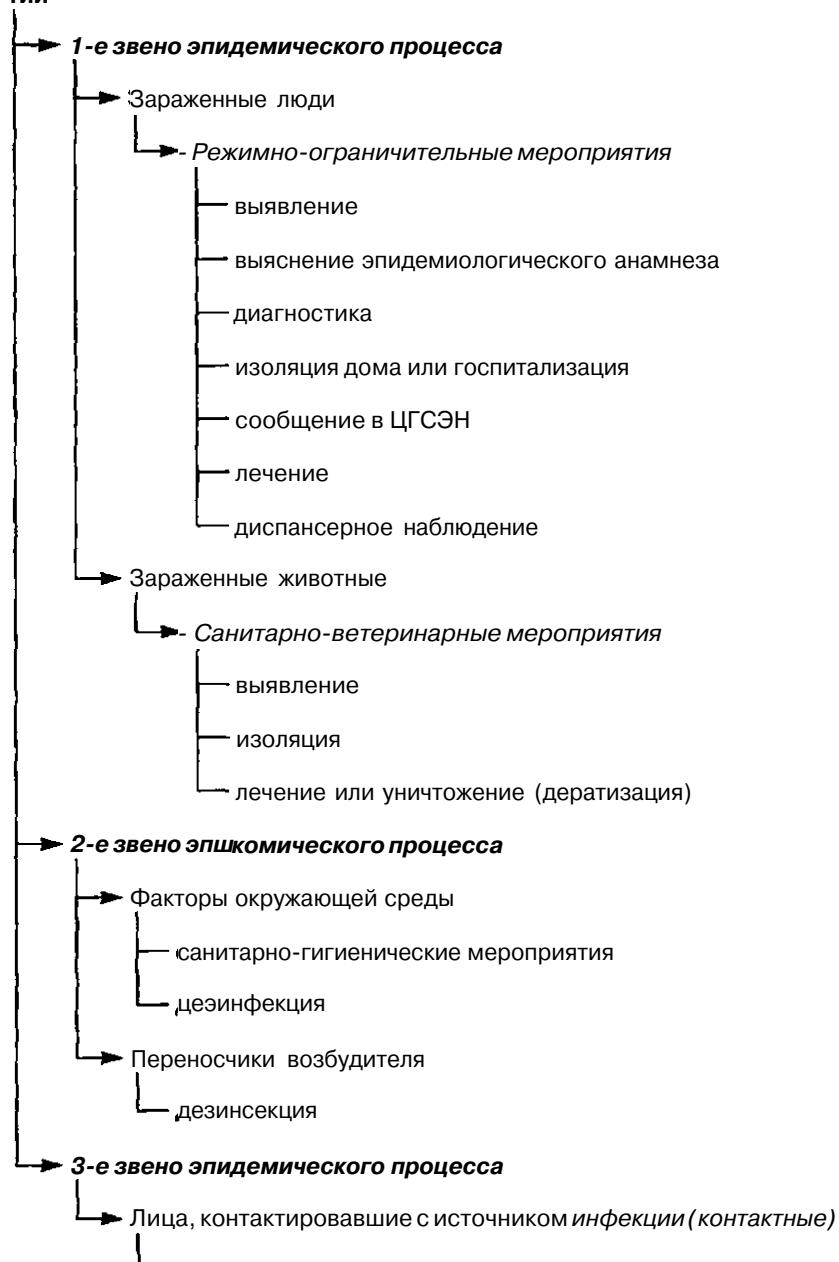 1-е звено эпидемического процесса
Зараженные люди
- Режимно-ограничительные мероприятия
выявление
выяснение эпидемиологического анамнеза
диагностика
изоляция дома или госпитализация
сообщение в ЦГСЭН
лечение
диспансерное наблюдение
Зараженные животные
- Санитарно-ветеринарные мероприятия
выявление
изоляция
лечение или уничтожение (дератизация)
2-е звено эпшкомического процесса
Факторы окружающей среды
санитарно-гигиенические мероприятия
цеэинфекция
Переносчики возбудителя
дезинсекция
3-е звено эпидемического процесса
Лица, контактировавшие с источником инфекции (контактные)